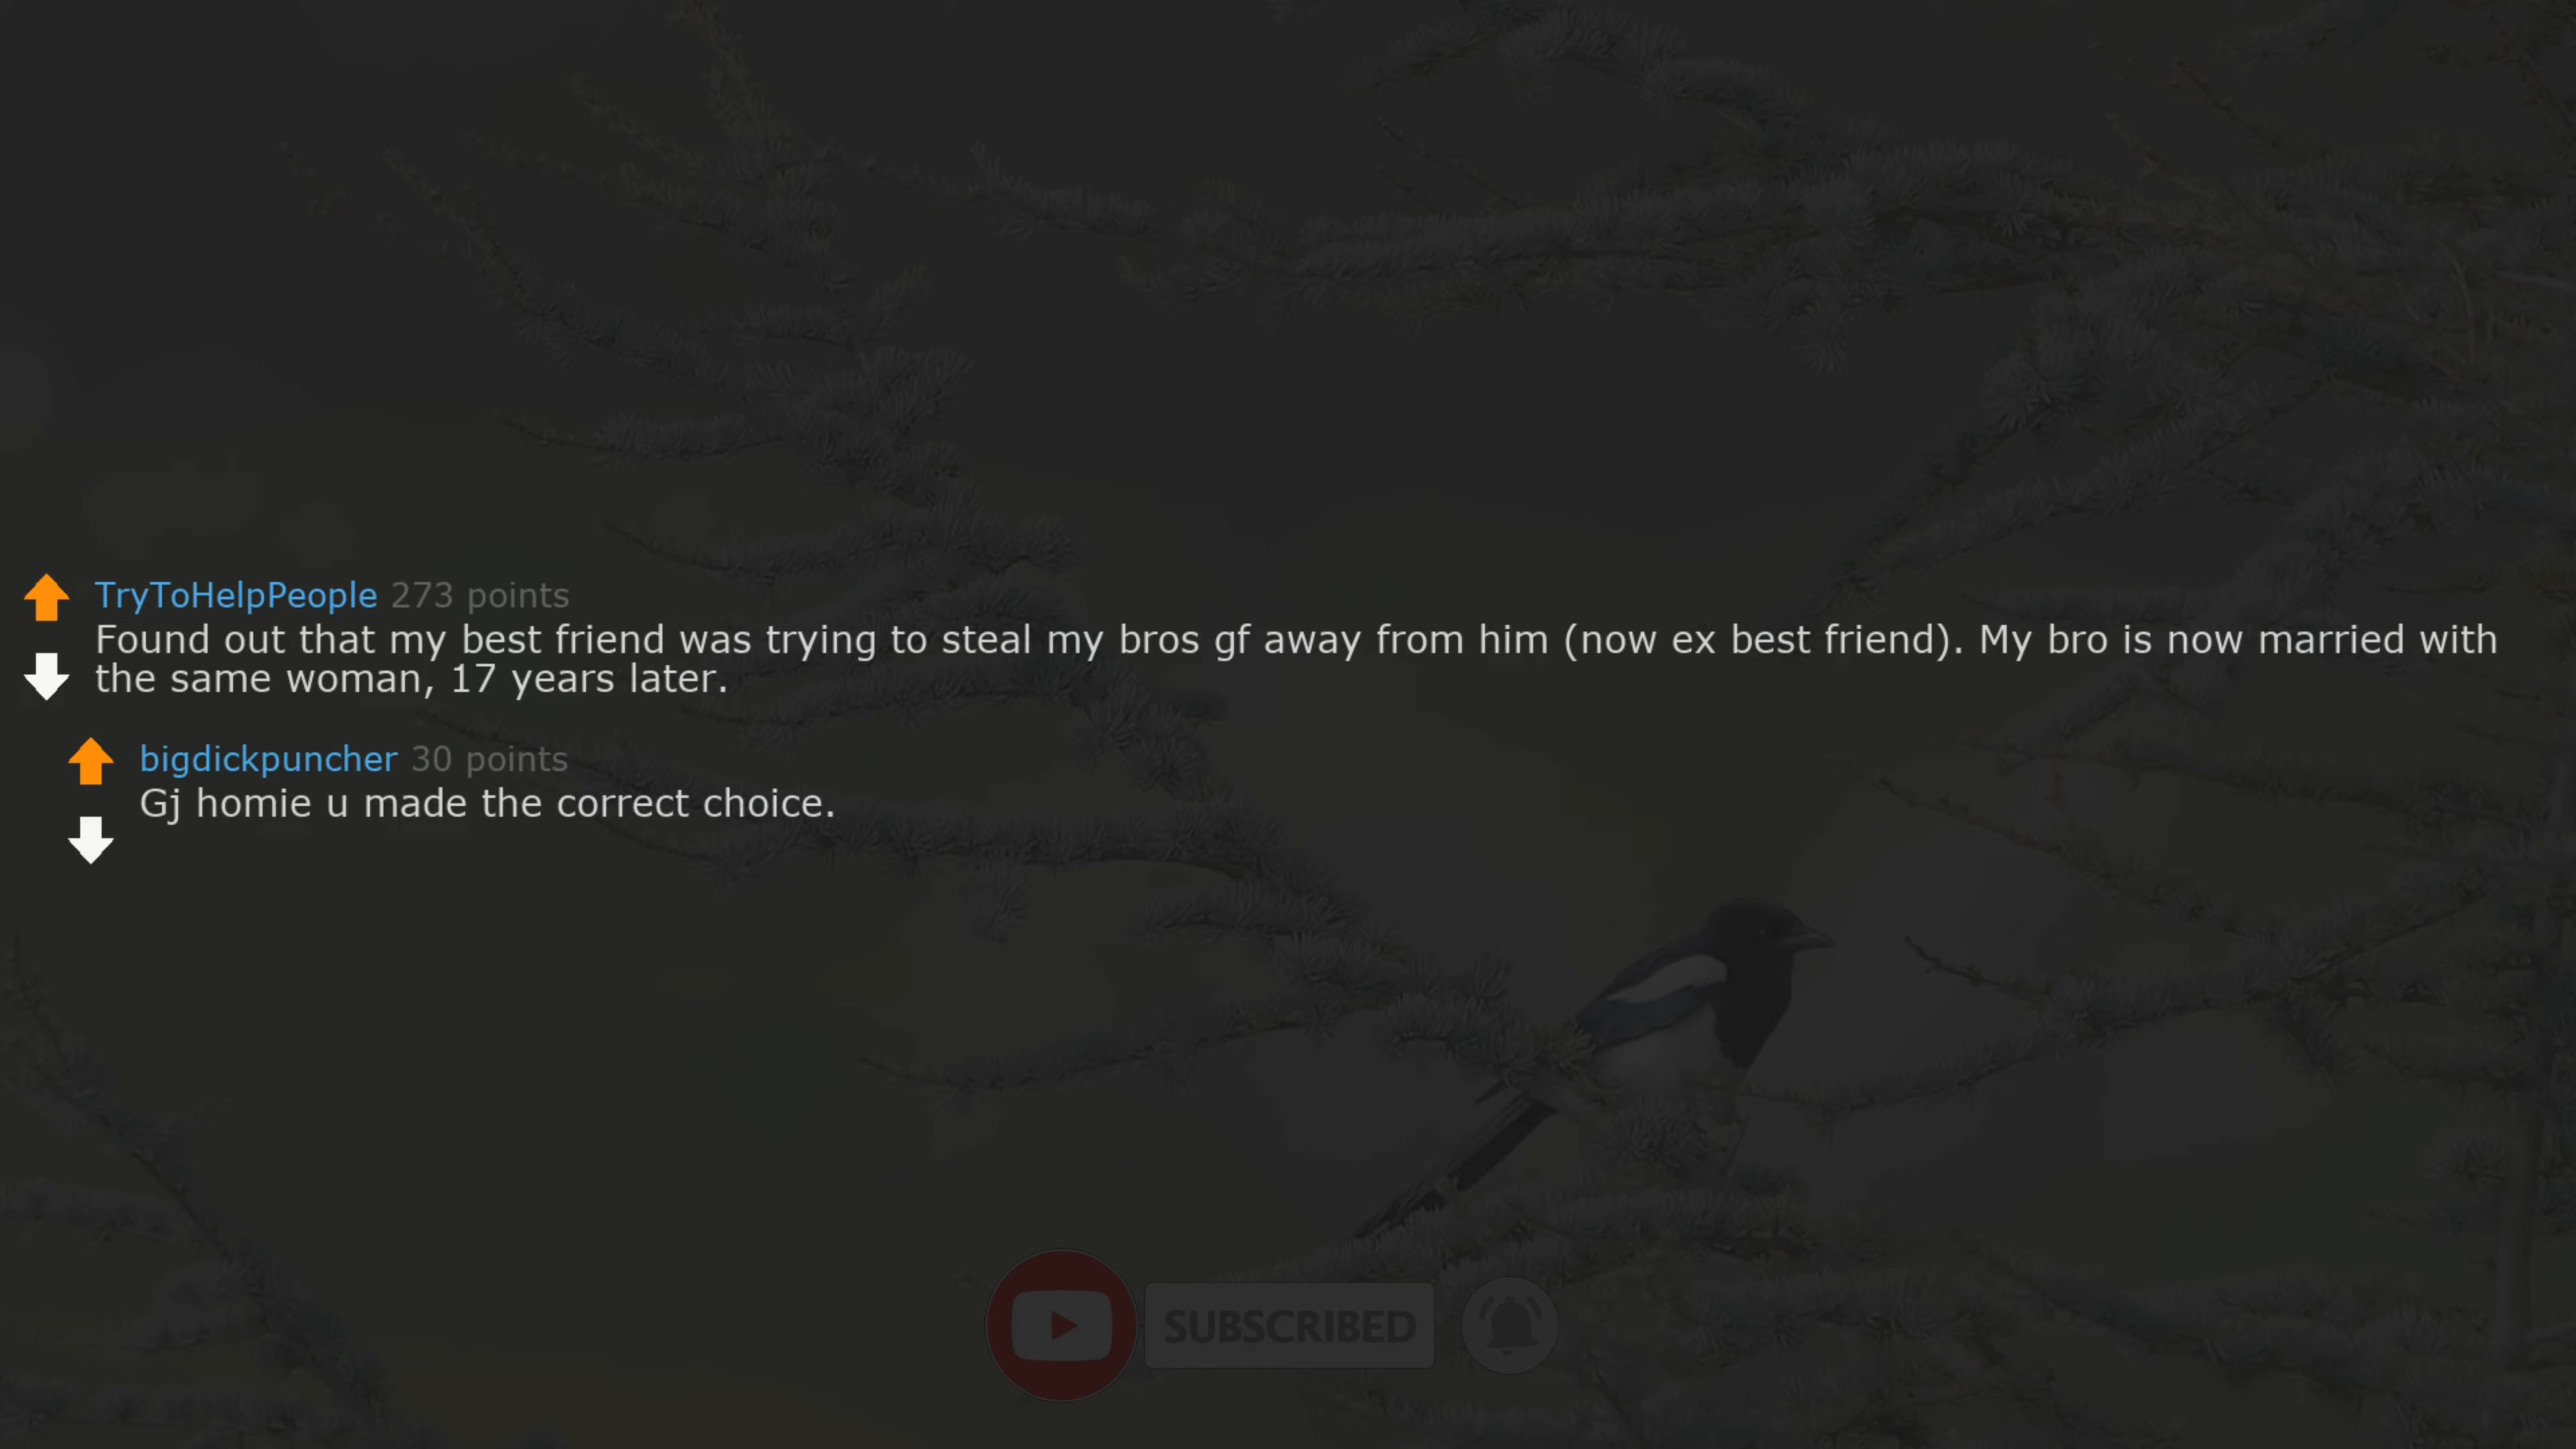 TryToHelpPeople 273 points
Found out that my best friend was trying to steal my bros gf away from him (now ex best friend). My bro is now married with
the same woman, 17 years later.
bigdickpuncher 30 points
Gj homie u made the correct choice.
SUBSCRIBED